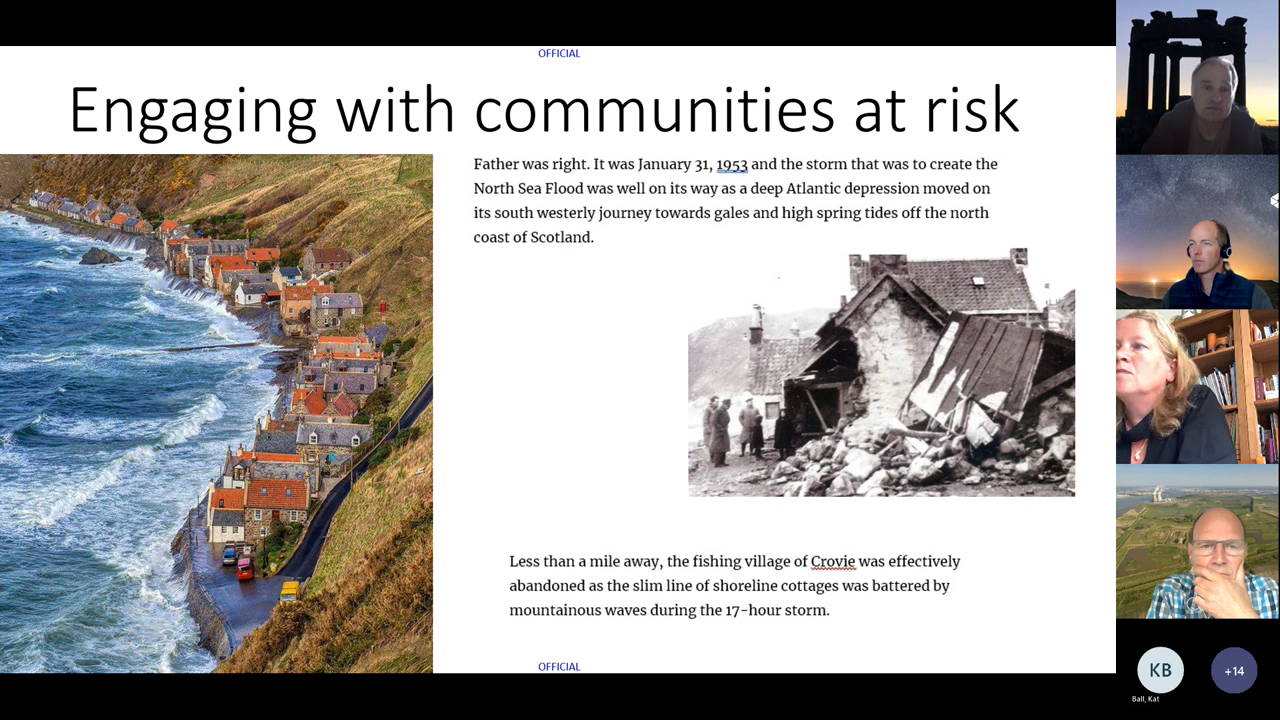 OFFICIAL
Engaging with communities at risk
Father was right. It was January 31, 1953 and the storm that was to create the
North Sea Flood was well on its way as a deep Atlantic depression moved on
its south westerly journey towards gales and high spring tides off the north
coast of Scotland.
Less than a mile away, the fishing village of Crovie was effectively
abandoned as the slim line of shoreline cottages was battered by
mountainous waves during the 17-hour storm.
OFFICIAL
KB
+14
Ball, Kat